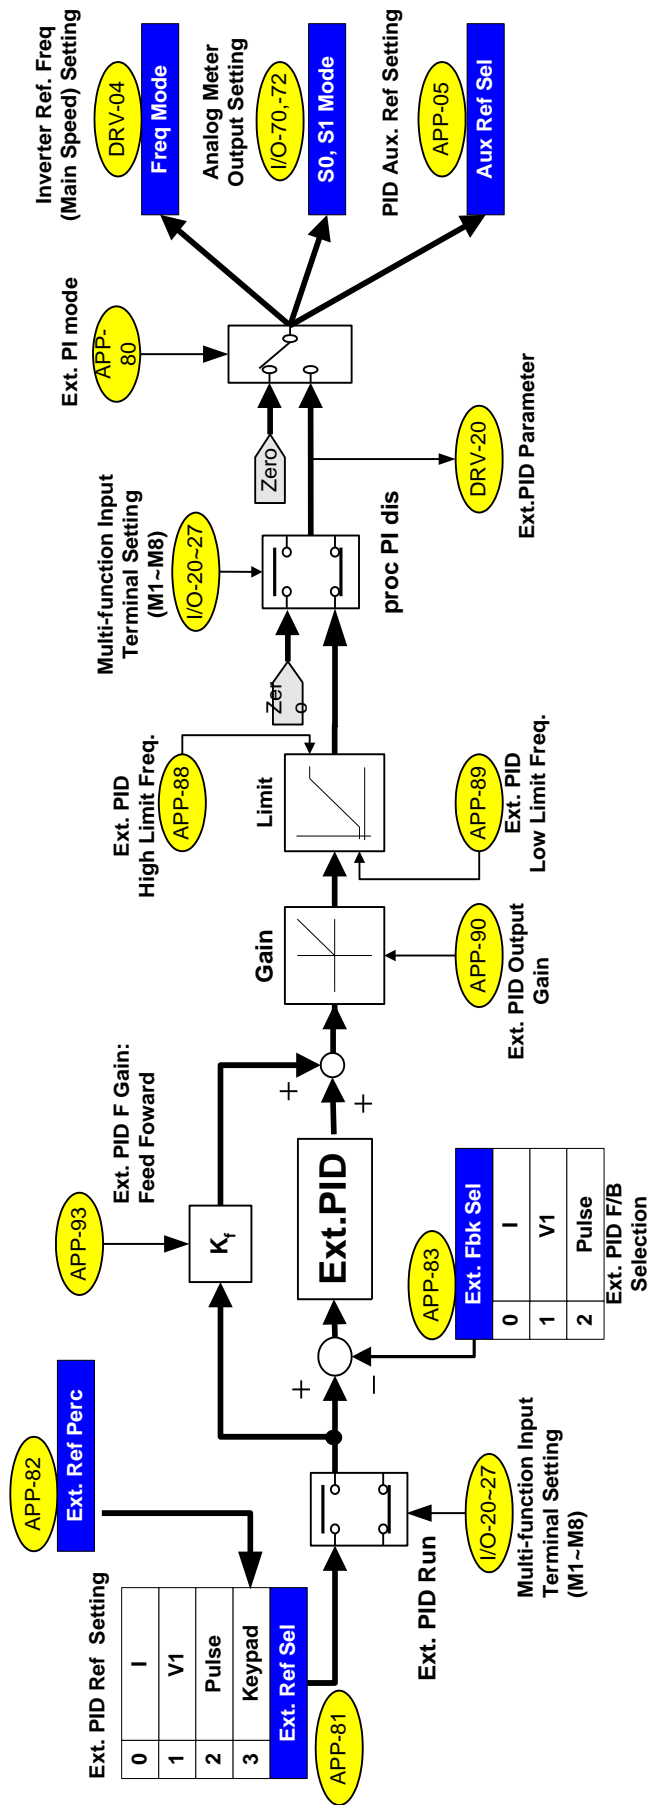 Ext. PID Ref  Setting
0 I
1 V1
2 Pulse
3 Keypad
Ext. Ref Sel
APP-81
APP-82
Ext. Ref Perc
Ext. PID Run
I/O-20~27
Multi-function Input
Terminal Setting
(M1~M8)
+
−
APP-93
Ext. PID F Gain:
Feed Foward
Kf
Ext.PID
APP-83
Ext. Fbk Sel
0 I
1 V1
2 Pulse
Ext. PID F/B
Selection
+
+
Gain
APP-90
Ext. PID Output
Gain
Ext. PID
High Limit Freq.
APP-88
Limit
APP-89
Ext. PID
Low Limit Freq.
Multi-function Input
Terminal Setting
(M1~M8)
I/O-20~27
Zer
o
proc PI dis
Zero
Ext. PI mode
APP-
80
DRV-20
Ext.PID Parameter
Inverter Ref. Freq
(Main Speed) Setting
DRV-04
Freq Mode
Analog Meter
Output Setting
I/O-70,-72
S0, S1 Mode
PID Aux. Ref Setting
APP-05
Aux Ref Sel